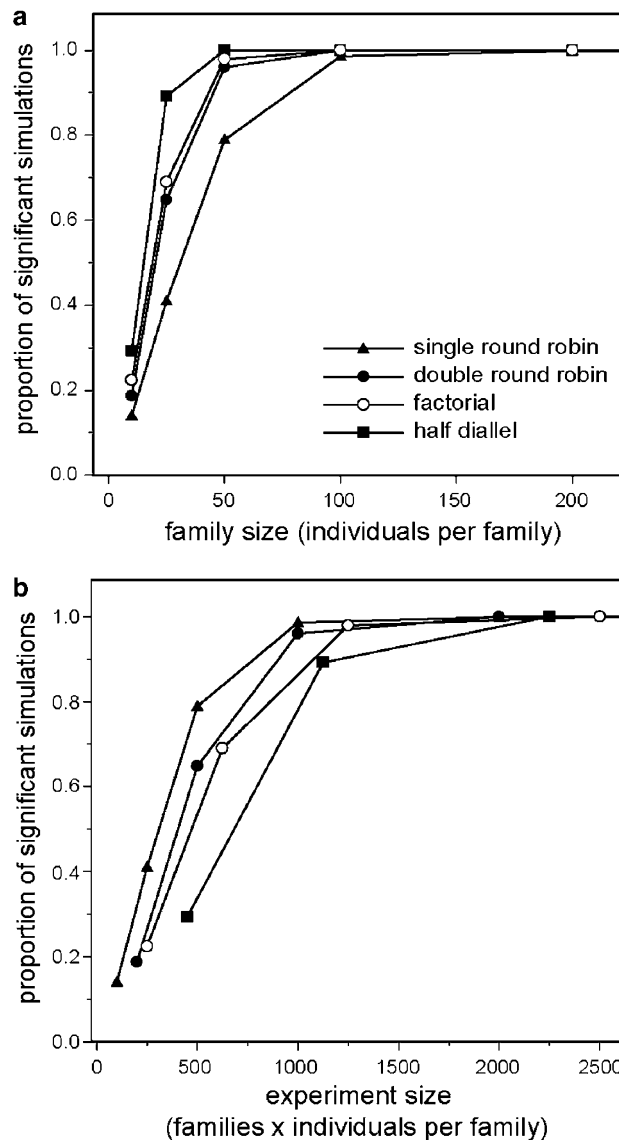 a
proportion of significant simulations
1.0
0.8
0.6
0.4
0.2
0.0
single round robin
double round robin
factorial
half diallel
0 50 100 150 200
family size (individuals per family)
b
proportion of significant simulations
1.0
0.8
0.6
0.4
0.2
0.0
0 500 1000 1500 2000 2500
experiment size
(families x individuals per family)